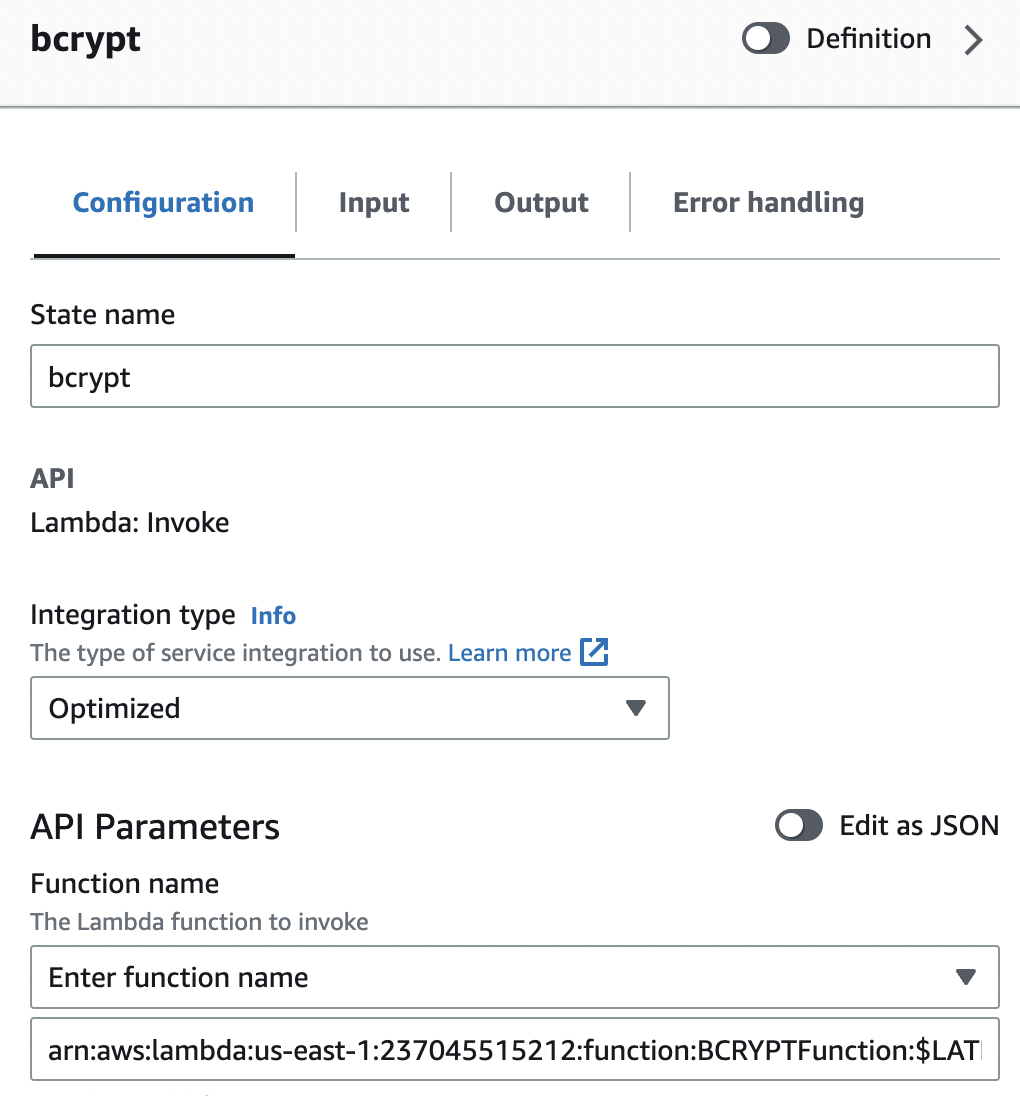 bcrypt
Definition
Configuration Input Output Error handling
State name
bcrypt
API
Lambda: Invoke
Integration type Info
The type of service integration to use. Learn more
Optimized
API Parameters
Edit as JSON
Function name
The Lambda function to invoke
Enter function name
arn:aws:lambda:us-east-1:237045515212:function:BCRYPTFunction:$LAT